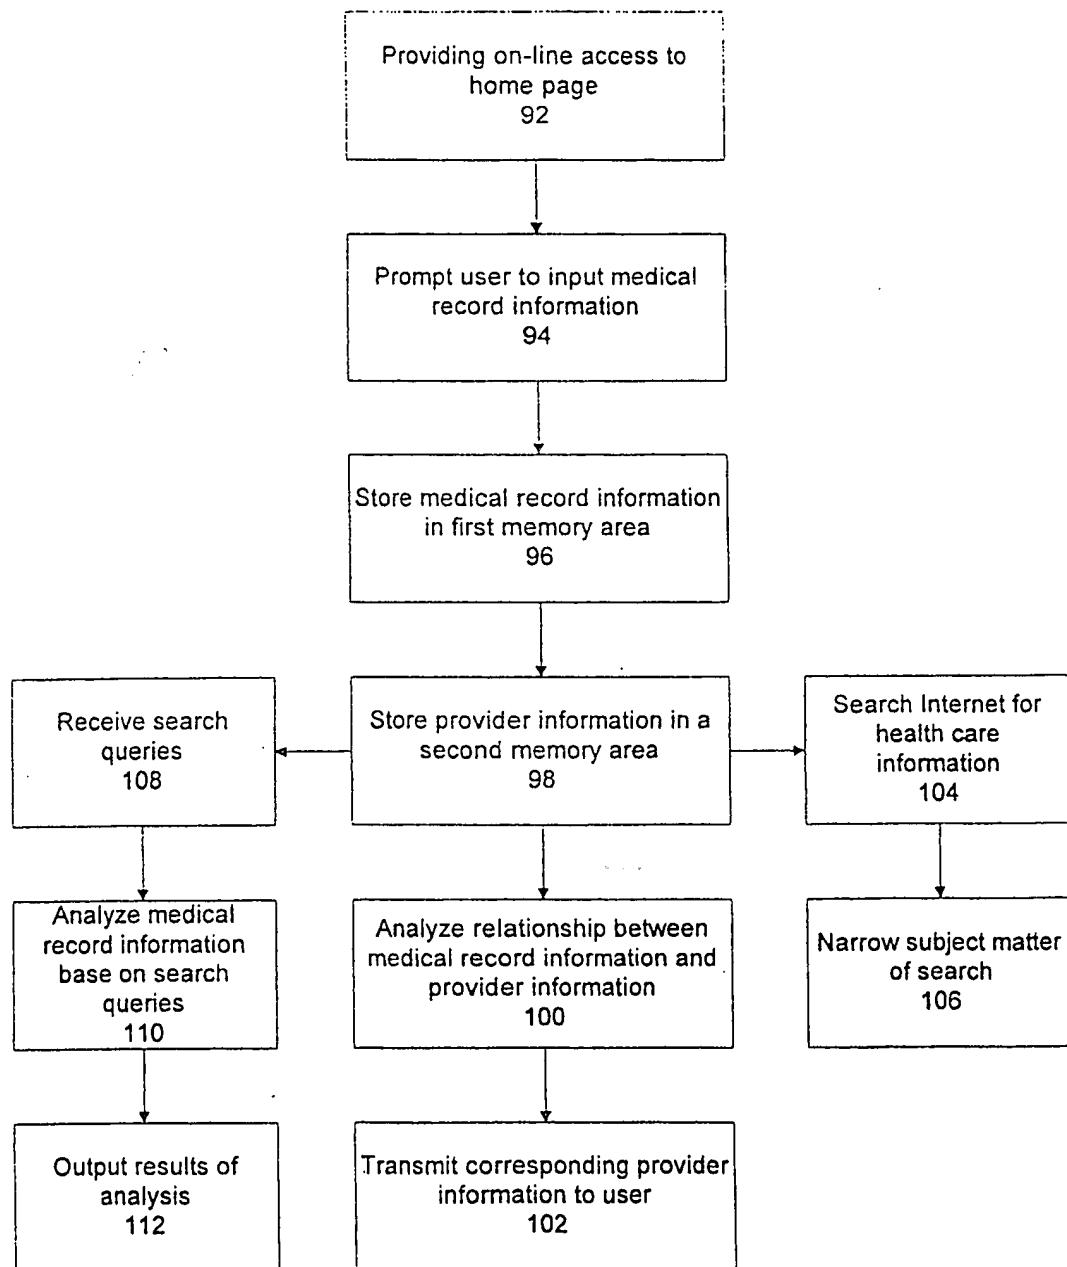 Providing on-line access to
home page
92
Prompt user to input medical
record information
94
Store medical record information
in first memory area
96
Receive search
queries
108
Store provider information in a
second memory area
98
Search Internet for
health care
information
104
Analyze medical
record information
base on search
queries
110
Analyze relationship between
medical record information and
provider information
100
Narrow subject matter
of search
106
Output results of
analysis
112
Transmit corresponding provider
information to user
102